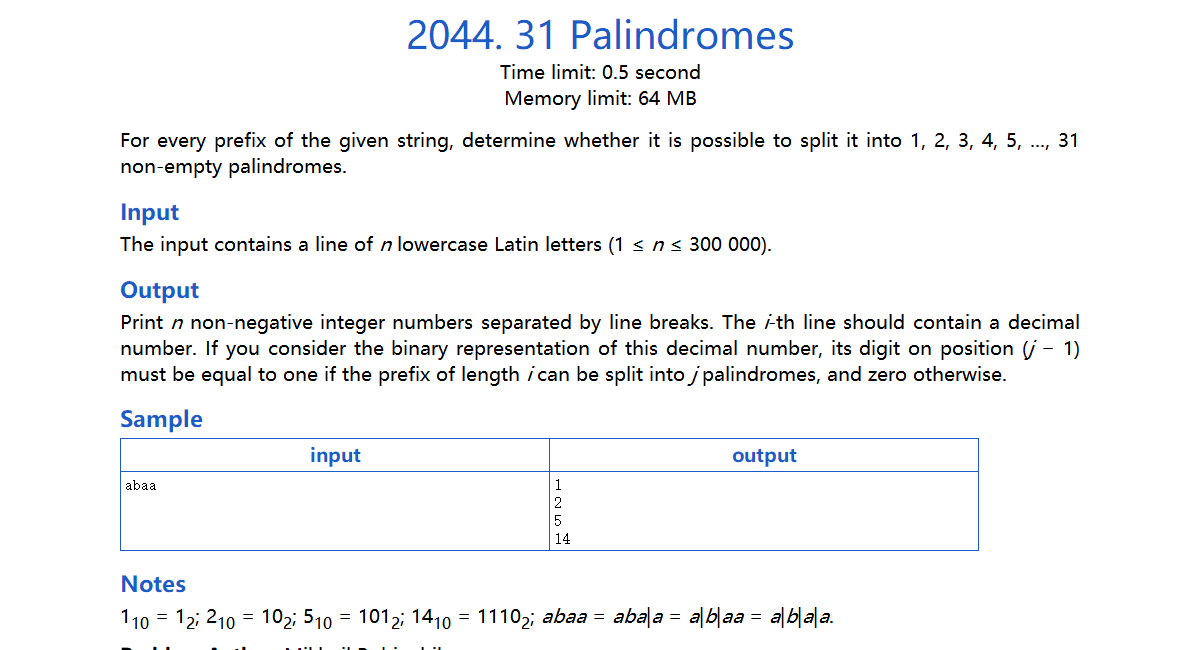 2044. 31 Palindromes
Time limit: 0.5 second
Memory limit: 64 MB
For every prefix of the given string, determine whether it is possible to split it into 1, 2, 3, 4, 5, …, 31
non-empty palindromes.
Input
The input contains a line of n lowercase Latin letters (1 ≤ n ≤ 300 000).
Output
Print n non-negative integer numbers separated by line breaks. The i-th line should contain a decimal
number. If you consider the binary representation of this decimal number, its digit on position (j − 1)
must be equal to one if the prefix of length i can be split into j palindromes, and zero otherwise.
Sample
input output
abaa
1
2
5
14
Notes
1₁₀ = 1₂; 2₁₀ = 10₂; 5₁₀ = 101₂; 14₁₀ = 1110₂; abaa = aba|a = a|b|aa = a|b|a|a.